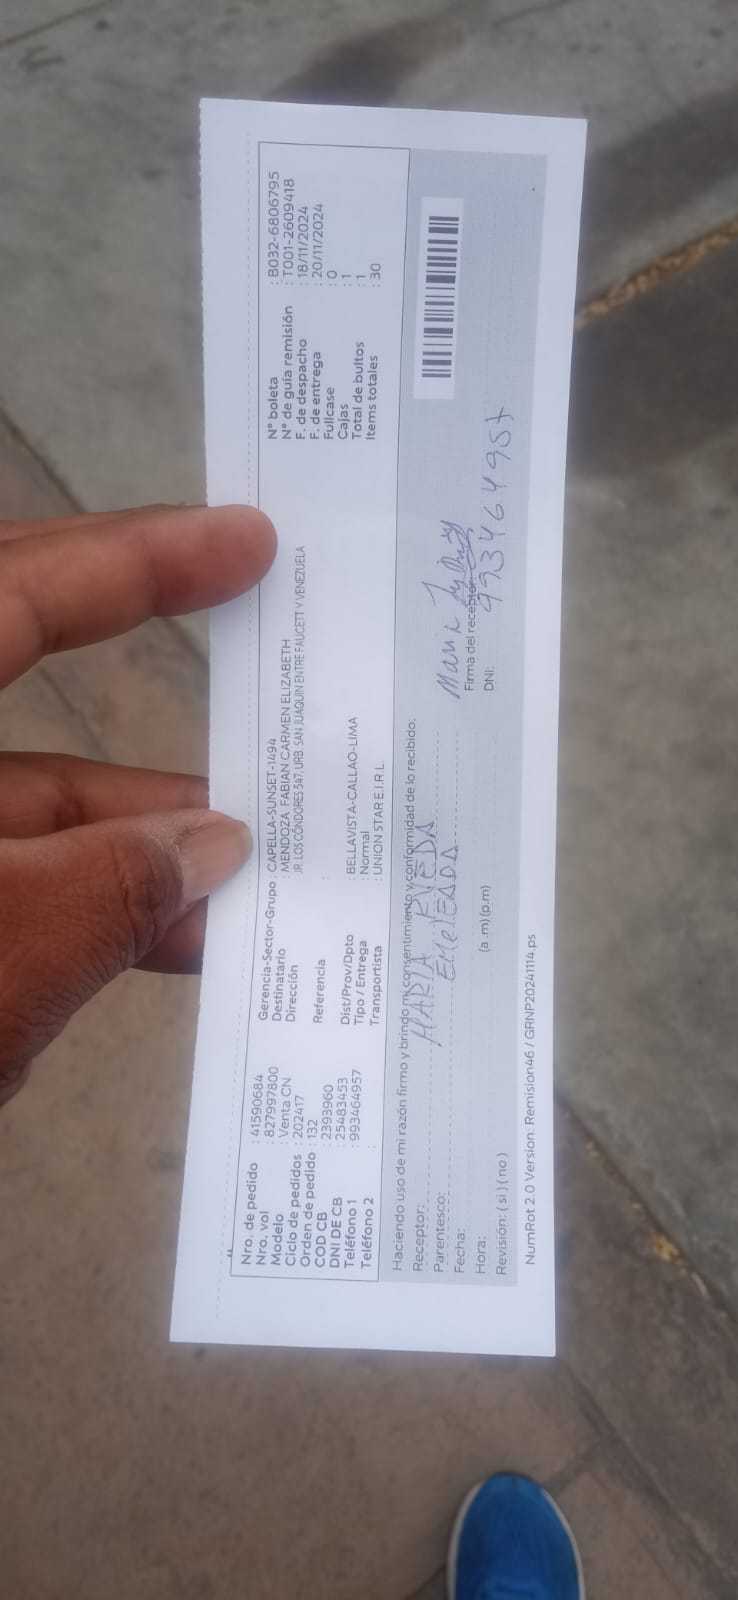 Nro. de pedido : 41590684
Nro. vol : 827997800
Modelo Venta CN
Ciclo de pedidos : 202417
Orden de pedido : 132
COD CB : 2393960
DNI DE CB : 25483453
Teléfono 1 : 993464957
Teléfono 2 :
Gerencia-Sector-Grupo : CAPELLA-SUNSET-1494
Destinatario : MENDOZA FABIAN CARMEN ELIZABETH
Dirección JR. LOS CÓNDORES 547, URB. SAN JUAQUIN ENTRE FAUCETT Y VENEZUELA
Referencia :
Dist/Prov/Dpto : BELLAVISTA-CALLAO-LIMA
Tipo / Entrega : Normal
Transportista : UNION STAR E.I.R.L.
N° boleta : B032-6806795
N° de guía remisión : T001-2609418
F. de despacho : 18/11/2024
F. de entrega : 20/11/2024
Fullcase : 0
Cajas : 1
Total de bultos : 1
Items totales : 30
Haciendo uso de mi razón firmo y brindo mi consentimiento y conformidad de lo recibido.
Receptor: MARIA
Parentesco: EMPLEADA
Fecha:
Hora: (a .m) (p.m)
Revisión: ( si ) ( no )
Maria
Firma del receptor
DNI: 993464957
NumRot 2.0 Version: Remision46 / GRNP20241114.ps